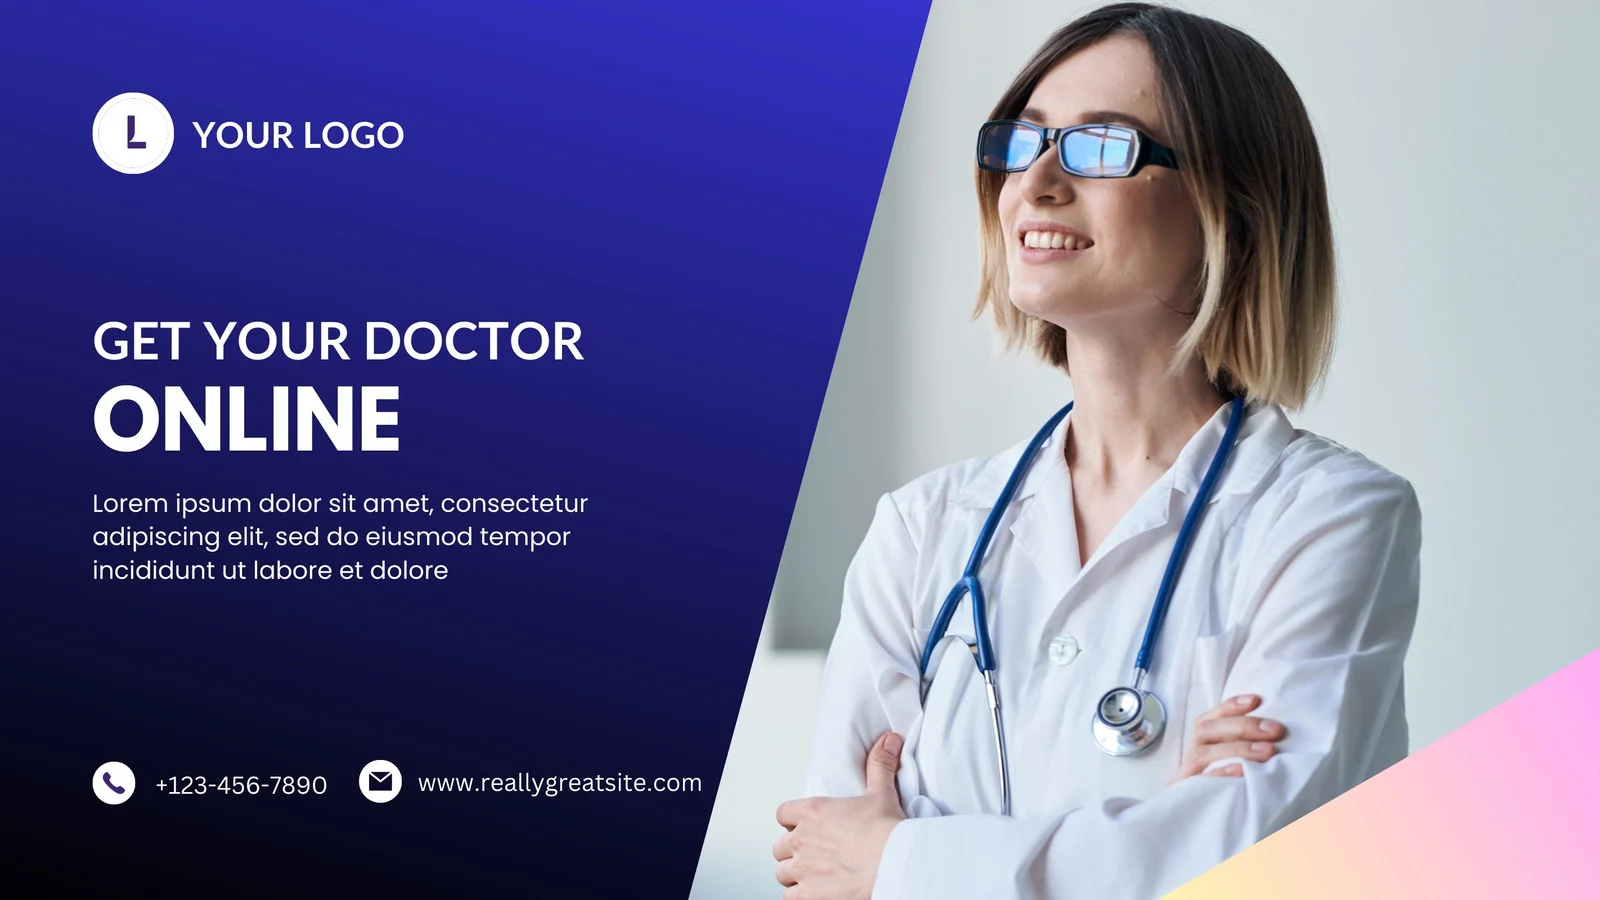 L
YOUR LOGO
GET YOUR DOCTOR
ONLINE
Lorem ipsum dolor sit amet, consectetur
adipiscing elit, sed do eiusmod tempor
incididunt ut labore et dolore
+123-456-7890
www.reallygreatsite.com